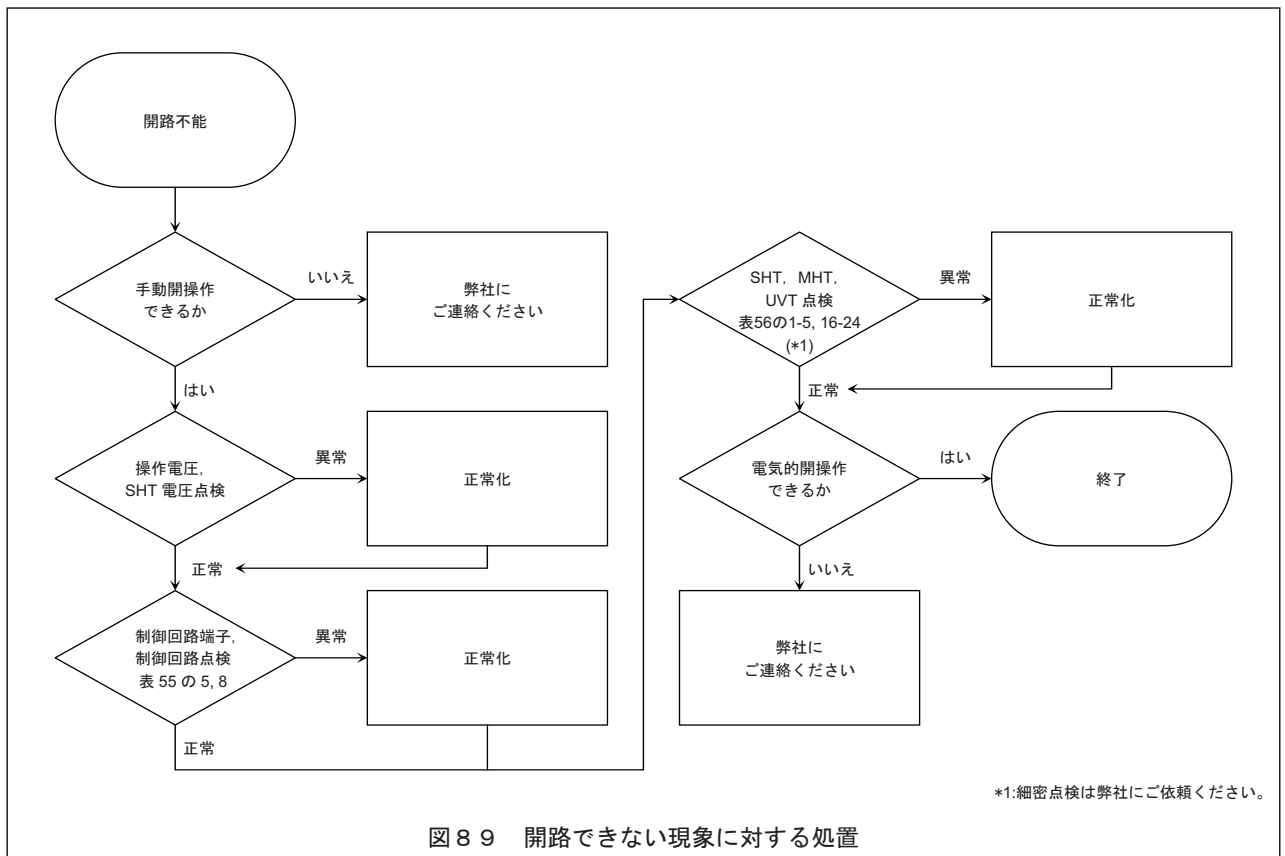 開路不能
手動開操作
できるか
いいえ
弊社に
ご連絡ください
はい
操作電圧,
SHT 電圧点検
異常
正常化
正常
制御回路端子,
制御回路点検
表 55 の 5, 8
異常
正常化
正常
SHT, MHT,
UVT 点検
表56の1-5, 16-24
(*1)
異常
正常化
正常
電気的開操作
できるか
はい
終了
いいえ
弊社に
ご連絡ください
*1:細密点検は弊社にご依頼ください。
図89 開路できない現象に対する処置